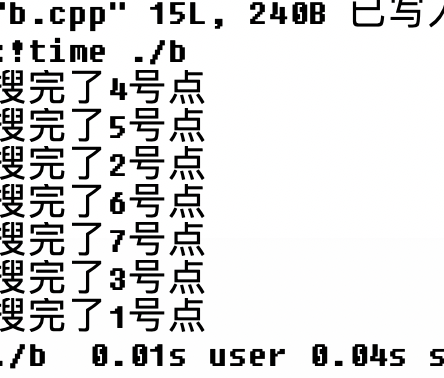 "b.cpp" 15L, 240B 已写入
:!time ./b
搜完了4号点
搜完了5号点
搜完了2号点
搜完了6号点
搜完了7号点
搜完了3号点
搜完了1号点
./b  0.01s user 0.04s s